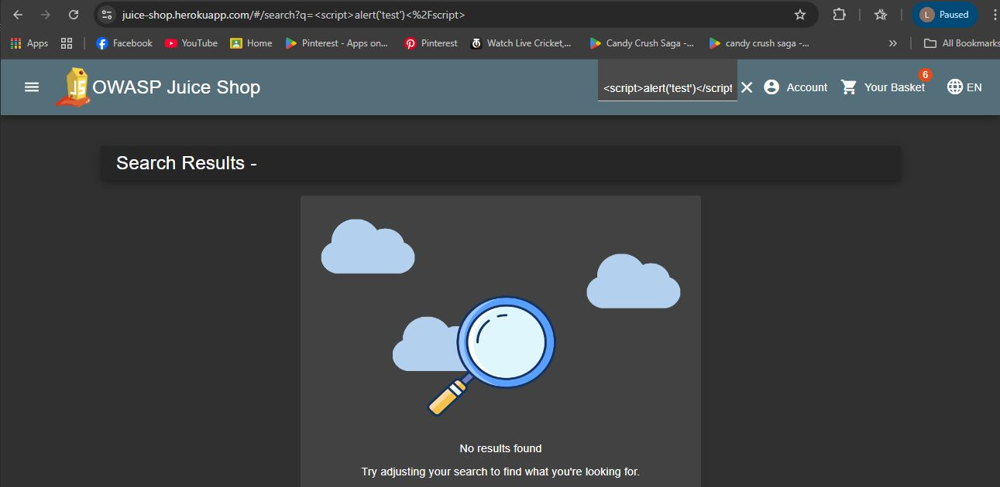 juice-shop.herokuapp.com/#/search?q=<script>alert('test')<%2Fscript>
L Paused
Apps Facebook YouTube Home Pinterest - Apps on... Pinterest Watch Live Cricket,... Candy Crush Saga -... candy crush saga -... » All Bookmarks
JS OWASP Juice Shop <script>alert('test')</script Account Your Basket 6 EN
Search Results -
No results found
Try adjusting your search to find what you're looking for.